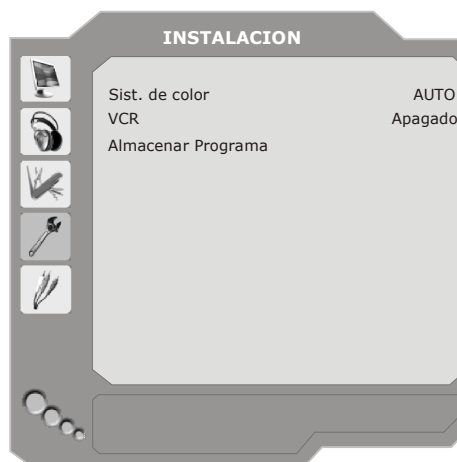 INSTALACION
Sist. de color AUTO
VCR Apagado
Almacenar Programa